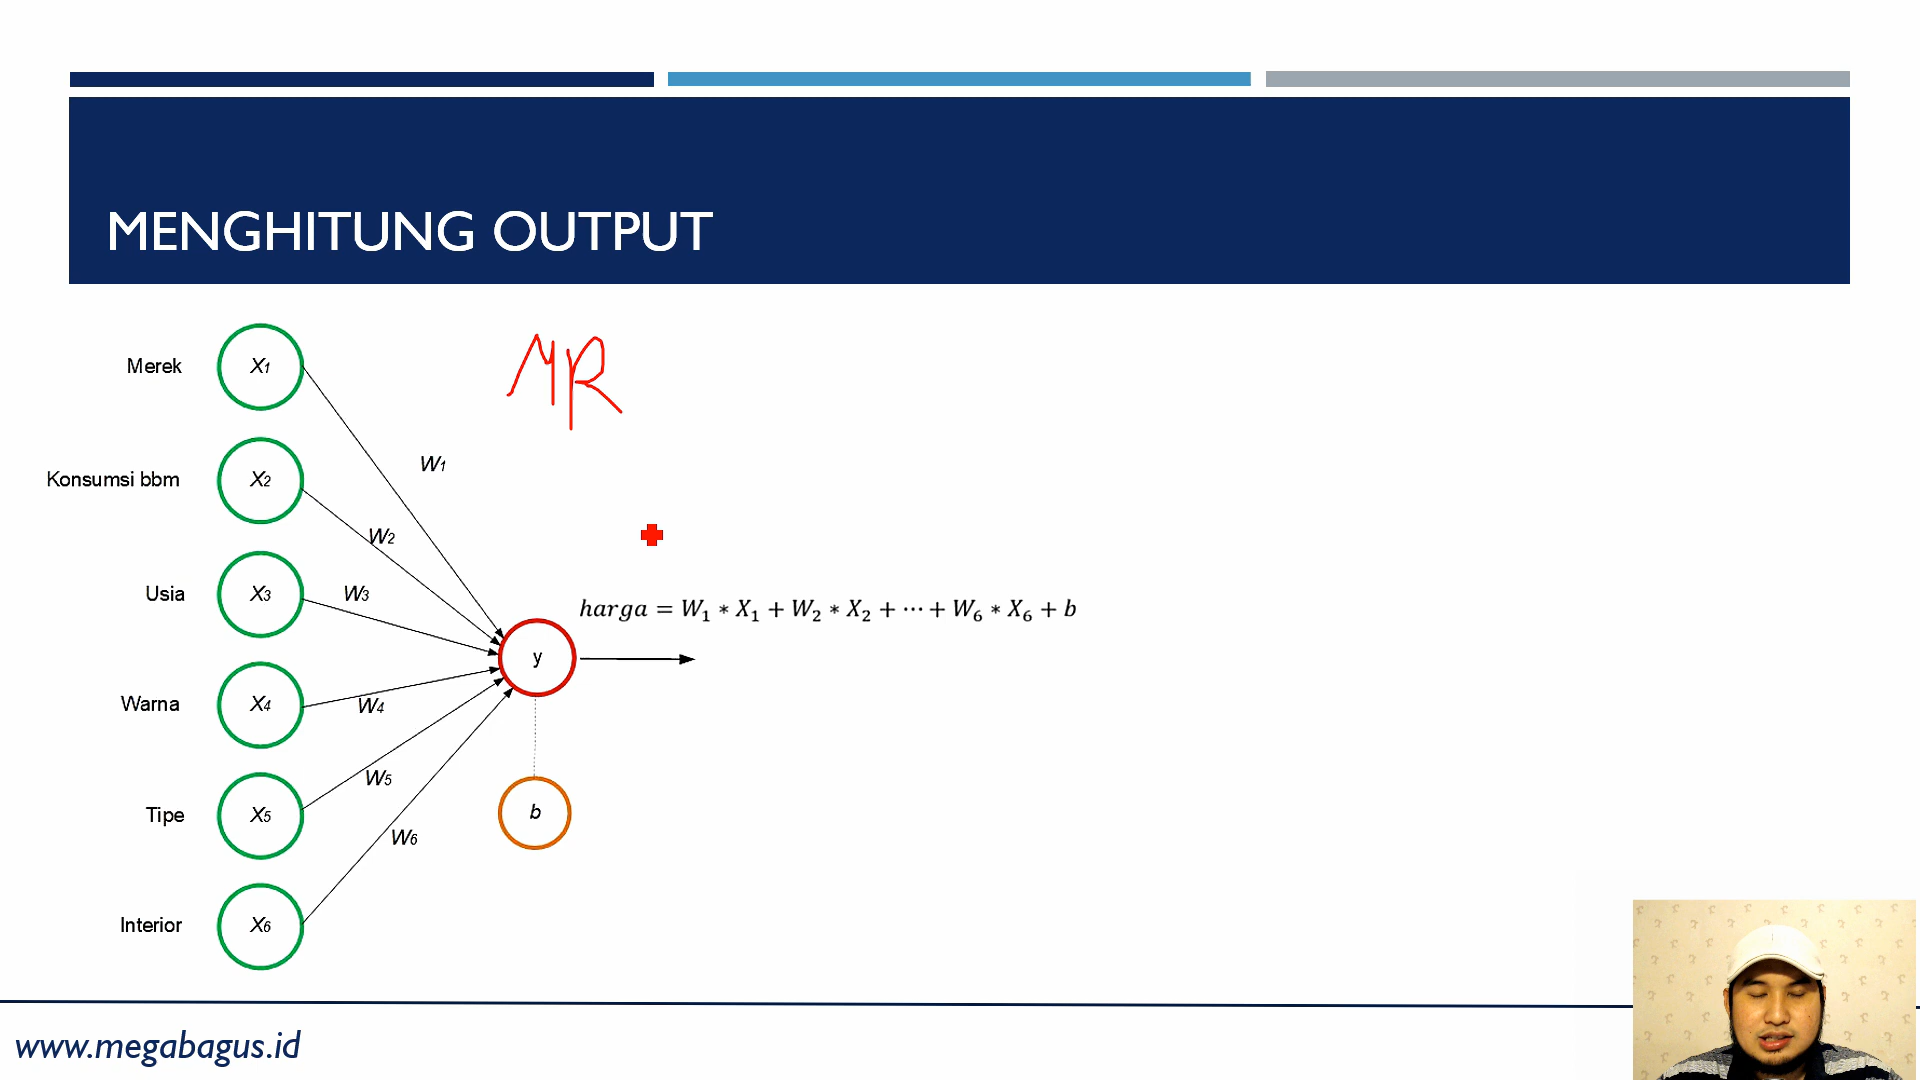 MENGHITUNG OUTPUT
MR
Merek X1 W1
Konsumsi bbm X2 W2
Usia X3 W3
harga = W₁ * X₁ + W₂ * X₂ + ⋯ + W₆ * X₆ + b
y
Warna X4 W4
Tipe X5 W5
b
W6
Interior X6
www.megabagus.id